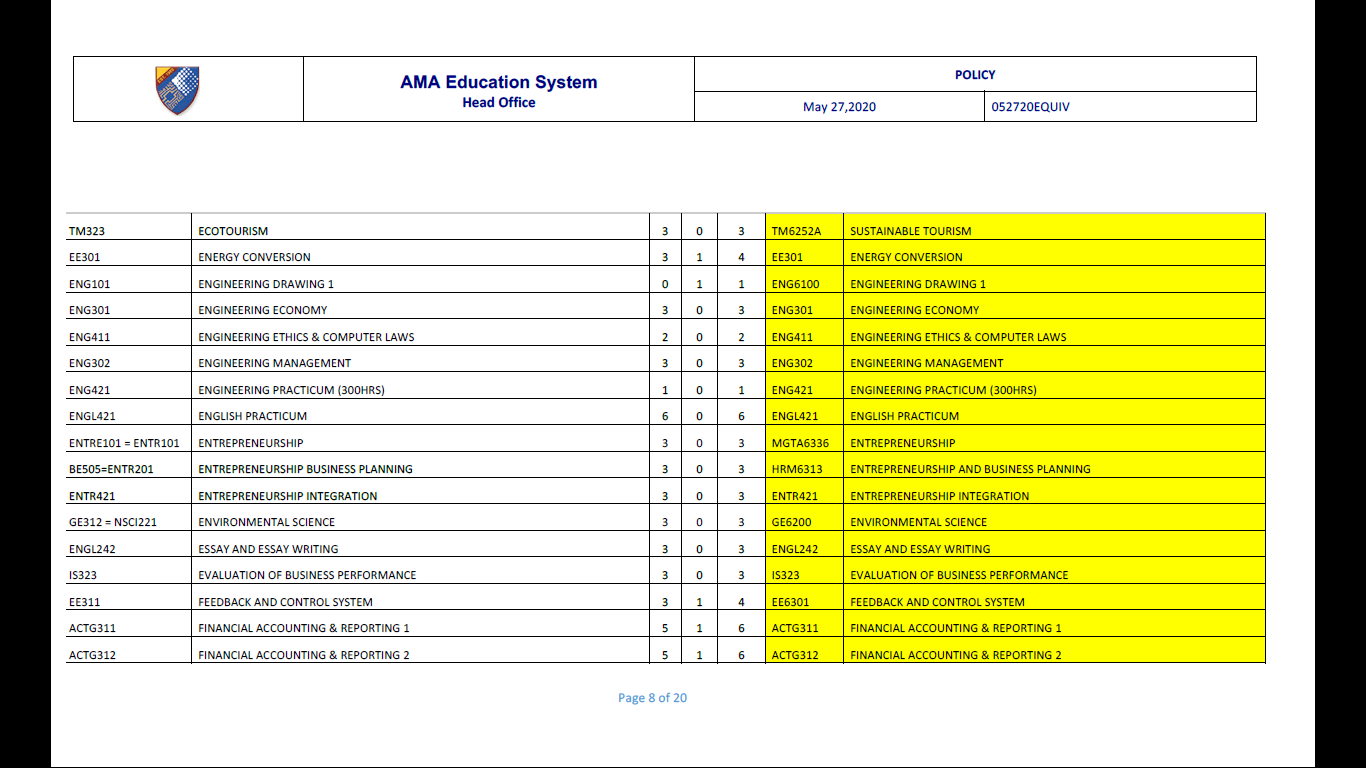 AMA Education System
Head Office
POLICY
May 27,2020 052720EQUIV
TM323 ECOTOURISM 3 0 3 TM6252A SUSTAINABLE TOURISM
EE301 ENERGY CONVERSION 3 1 4 EE301 ENERGY CONVERSION
ENG101 ENGINEERING DRAWING 1 0 1 1 ENG6100 ENGINEERING DRAWING 1
ENG301 ENGINEERING ECONOMY 3 0 3 ENG301 ENGINEERING ECONOMY
ENG411 ENGINEERING ETHICS & COMPUTER LAWS 2 0 2 ENG411 ENGINEERING ETHICS & COMPUTER LAWS
ENG302 ENGINEERING MANAGEMENT 3 0 3 ENG302 ENGINEERING MANAGEMENT
ENG421 ENGINEERING PRACTICUM (300HRS) 1 0 1 ENG421 ENGINEERING PRACTICUM (300HRS)
ENGL421 ENGLISH PRACTICUM 6 0 6 ENGL421 ENGLISH PRACTICUM
ENTRE101 = ENTR101 ENTREPRENEURSHIP 3 0 3 MGTA6336 ENTREPRENEURSHIP
BE505=ENTR201 ENTREPRENEURSHIP BUSINESS PLANNING 3 0 3 HRM6313 ENTREPRENEURSHIP AND BUSINESS PLANNING
ENTR421 ENTREPRENEURSHIP INTEGRATION 3 0 3 ENTR421 ENTREPRENEURSHIP INTEGRATION
GE312 = NSCI221 ENVIRONMENTAL SCIENCE 3 0 3 GE6200 ENVIRONMENTAL SCIENCE
ENGL242 ESSAY AND ESSAY WRITING 3 0 3 ENGL242 ESSAY AND ESSAY WRITING
IS323 EVALUATION OF BUSINESS PERFORMANCE 3 0 3 IS323 EVALUATION OF BUSINESS PERFORMANCE
EE311 FEEDBACK AND CONTROL SYSTEM 3 1 4 EE6301 FEEDBACK AND CONTROL SYSTEM
ACTG311 FINANCIAL ACCOUNTING & REPORTING 1 5 1 6 ACTG311 FINANCIAL ACCOUNTING & REPORTING 1
ACTG312 FINANCIAL ACCOUNTING & REPORTING 2 5 1 6 ACTG312 FINANCIAL ACCOUNTING & REPORTING 2
Page 8 of 20